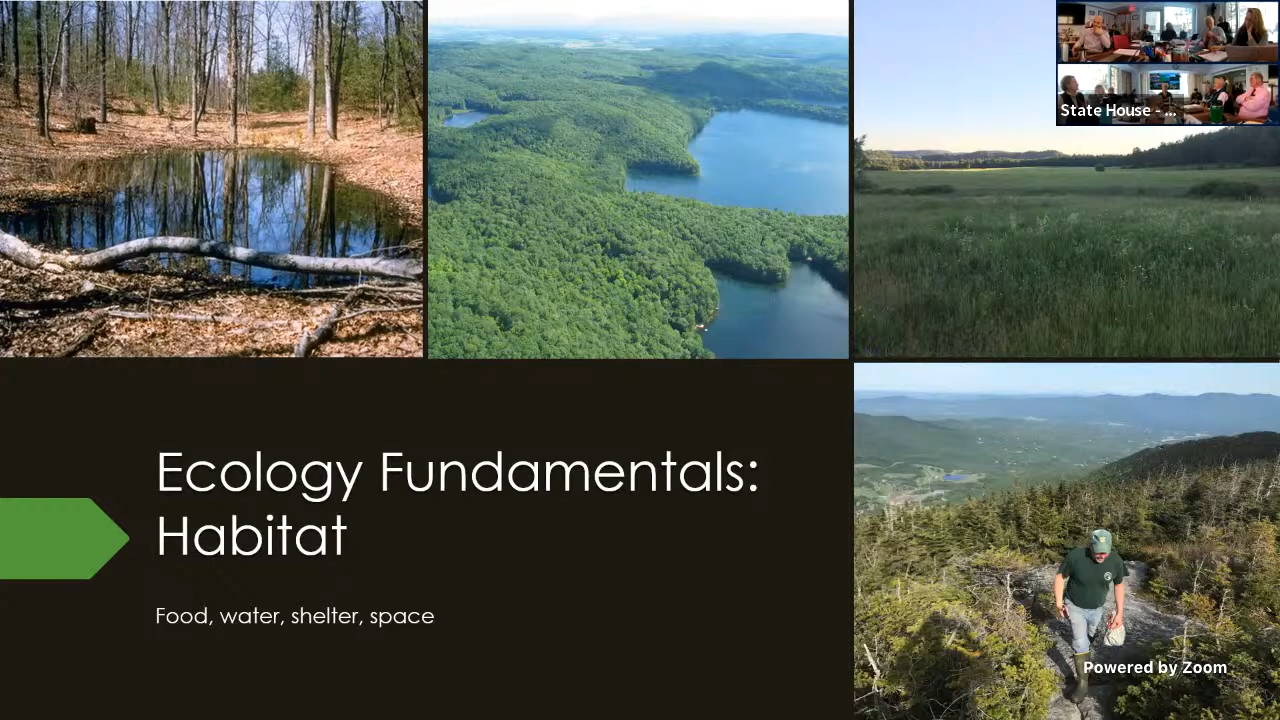 State House - ...
Ecology Fundamentals:
Habitat
Food, water, shelter, space
Powered by Zoom